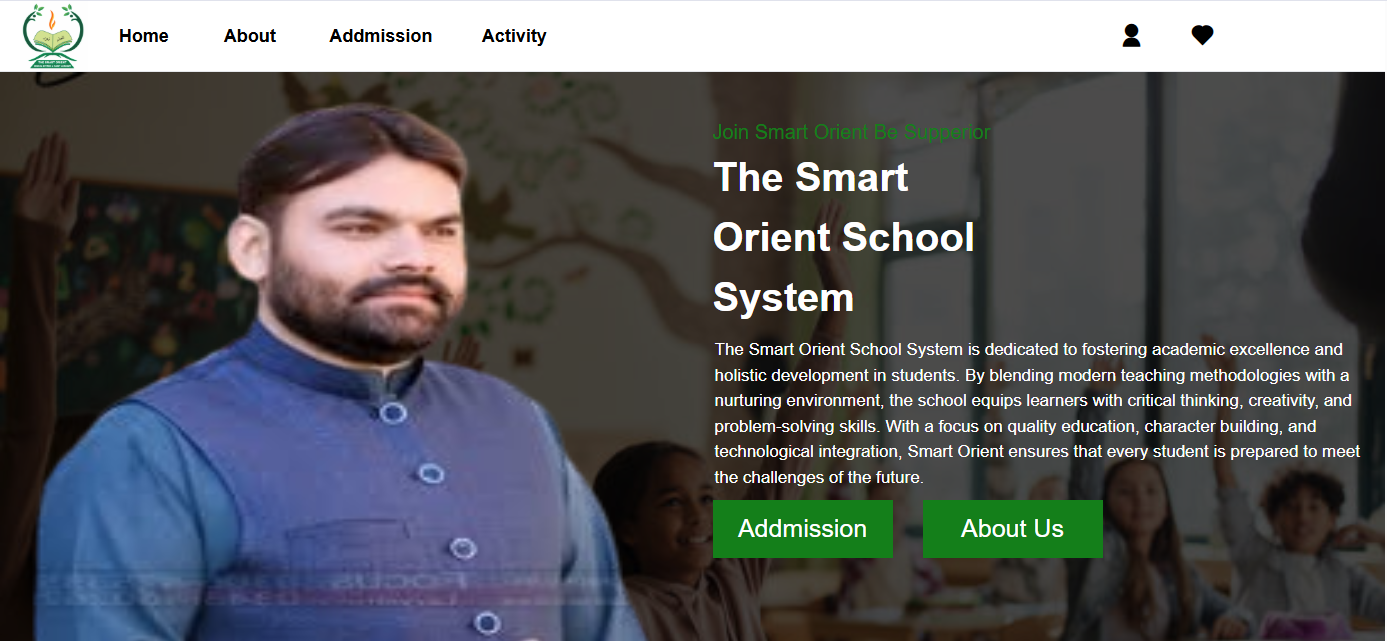 Home About Addmission Activity
Join Smart Orient Be Supperior
The Smart
Orient School
System
The Smart Orient School System is dedicated to fostering academic excellence and
holistic development in students. By blending modern teaching methodologies with a
nurturing environment, the school equips learners with critical thinking, creativity, and
problem-solving skills. With a focus on quality education, character building, and
technological integration, Smart Orient ensures that every student is prepared to meet
the challenges of the future.
Addmission About Us